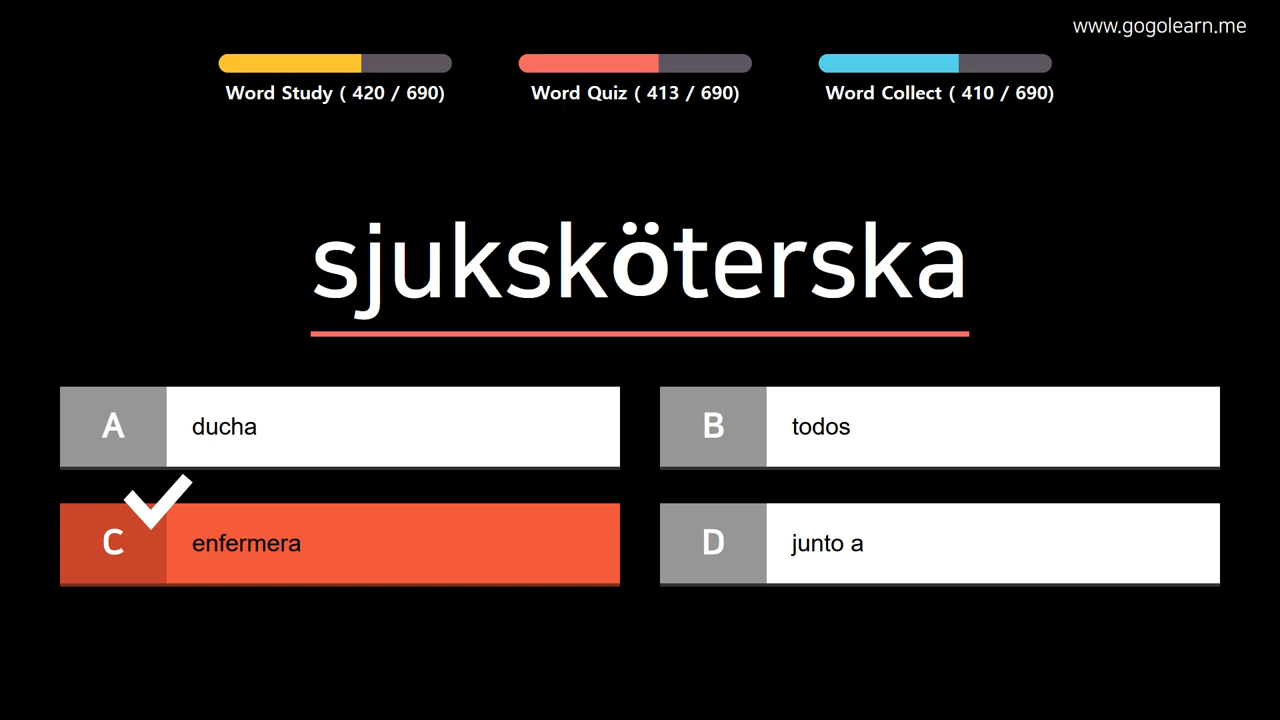 www.gogolearn.me
Word Study ( 420 / 690)
Word Quiz ( 413 / 690)
Word Collect ( 410 / 690)
sjuksköterska
A ducha
B todos
C enfermera
D junto a